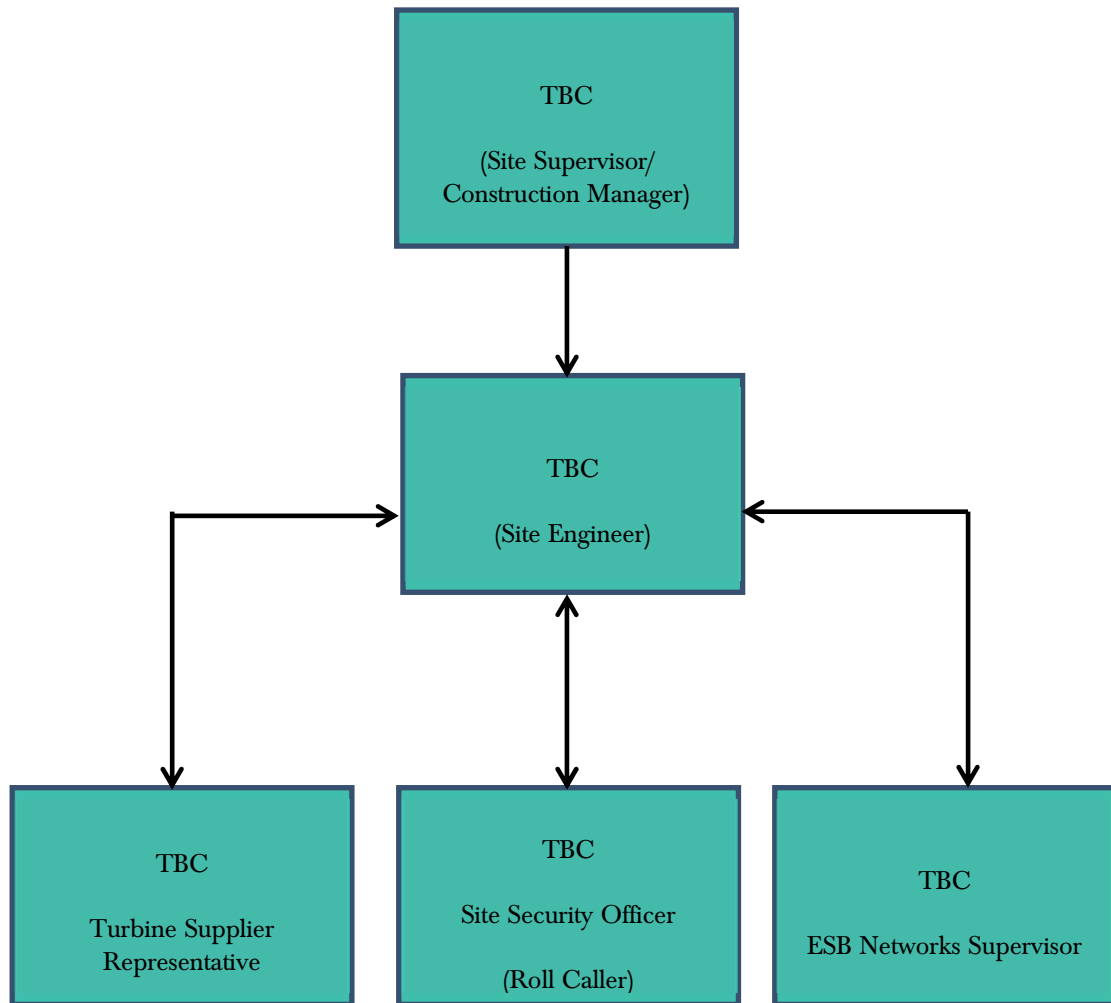 TBC
(Site Supervisor/
Construction Manager)
TBC
(Site Engineer)
TBC
Turbine Supplier
Representative
TBC
Site Security Officer
(Roll Caller)
TBC
ESB Networks Supervisor